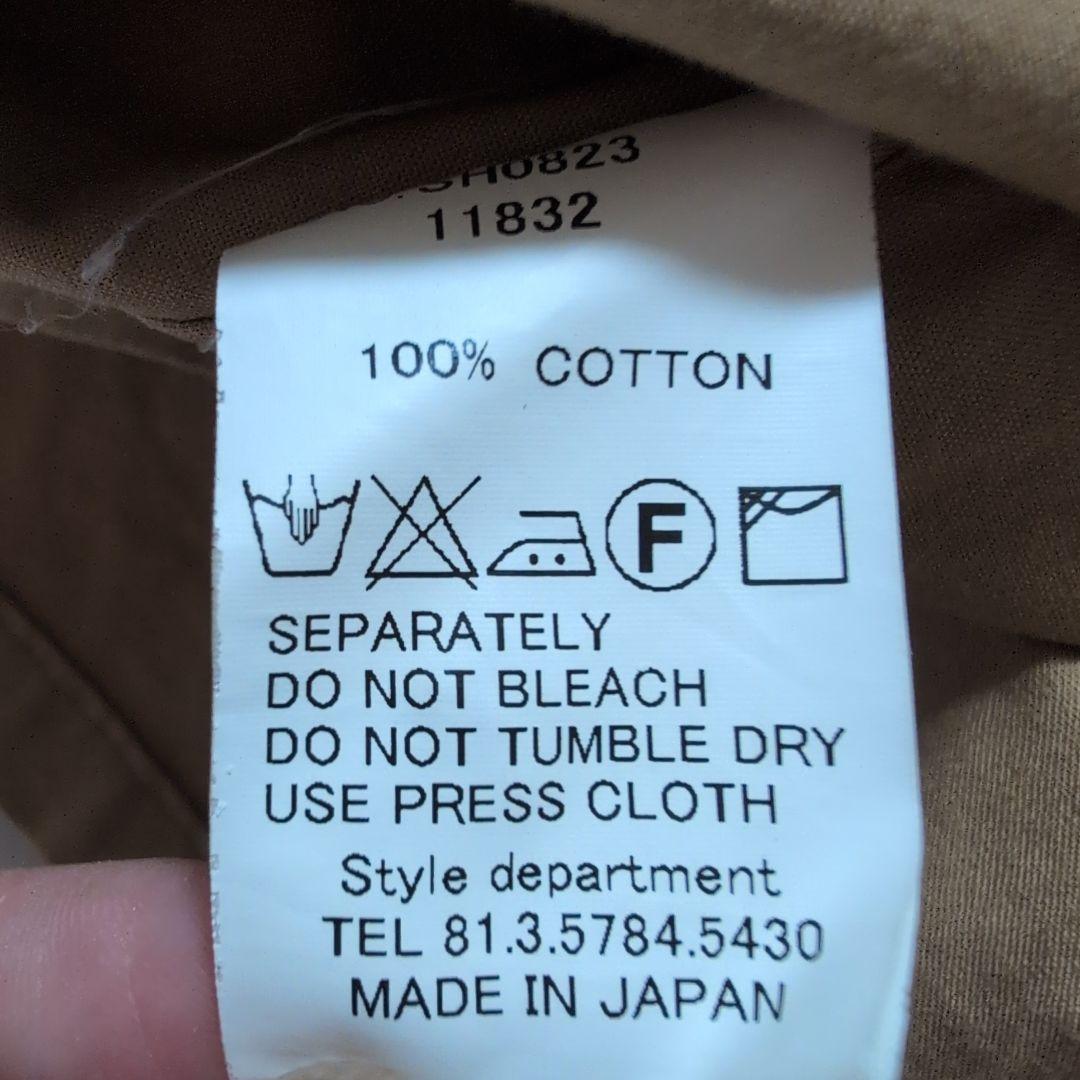 SH0823
11832
100% COTTON
F
SEPARATELY
DO NOT BLEACH
DO NOT TUMBLE DRY
USE PRESS CLOTH
Style department
TEL 81.3.5784.5430
MADE IN JAPAN